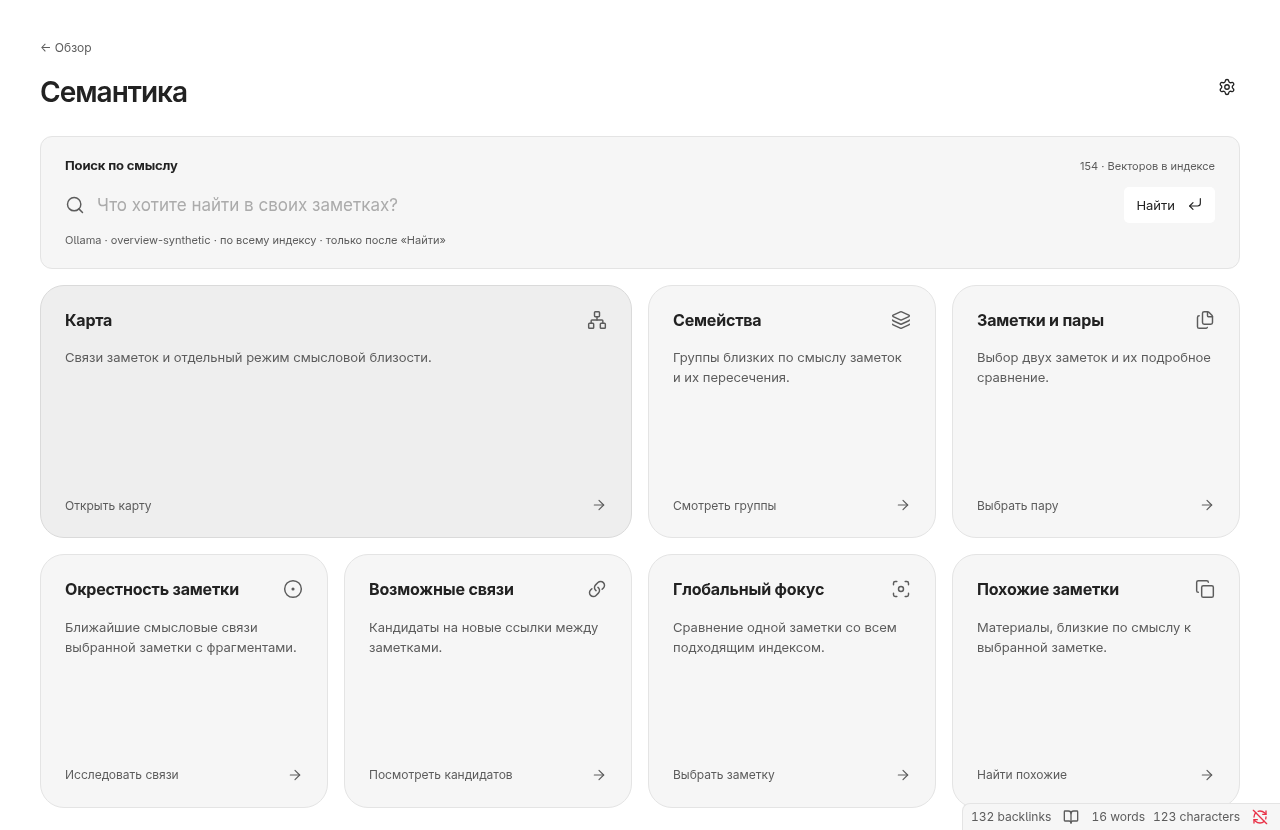 ← Обзор
Семантика
Поиск по смыслу
154 · Векторов в индексе
Что хотите найти в своих заметках?
Найти
Ollama · overview-synthetic · по всему индексу · только после «Найти»
Карта
Связи заметок и отдельный режим смысловой близости.
Открыть карту
Семейства
Группы близких по смыслу заметок
и их пересечения.
Смотреть группы
Заметки и пары
Выбор двух заметок и их подробное
сравнение.
Выбрать пару
Окрестность заметки
Ближайшие смысловые связи
выбранной заметки с фрагментами.
Исследовать связи
Возможные связи
Кандидаты на новые ссылки между
заметками.
Посмотреть кандидатов
Глобальный фокус
Сравнение одной заметки со всем
подходящим индексом.
Выбрать заметку
Похожие заметки
Материалы, близкие по смыслу к
выбранной заметке.
Найти похожие
132 backlinks 16 words 123 characters